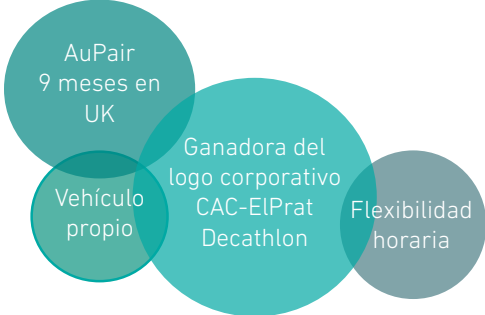 AuPair
9 meses en
UK
Ganadora del
logo corporativo
CAC-ElPrat
Decathlon
Vehículo
propio
Flexibilidad
horaria